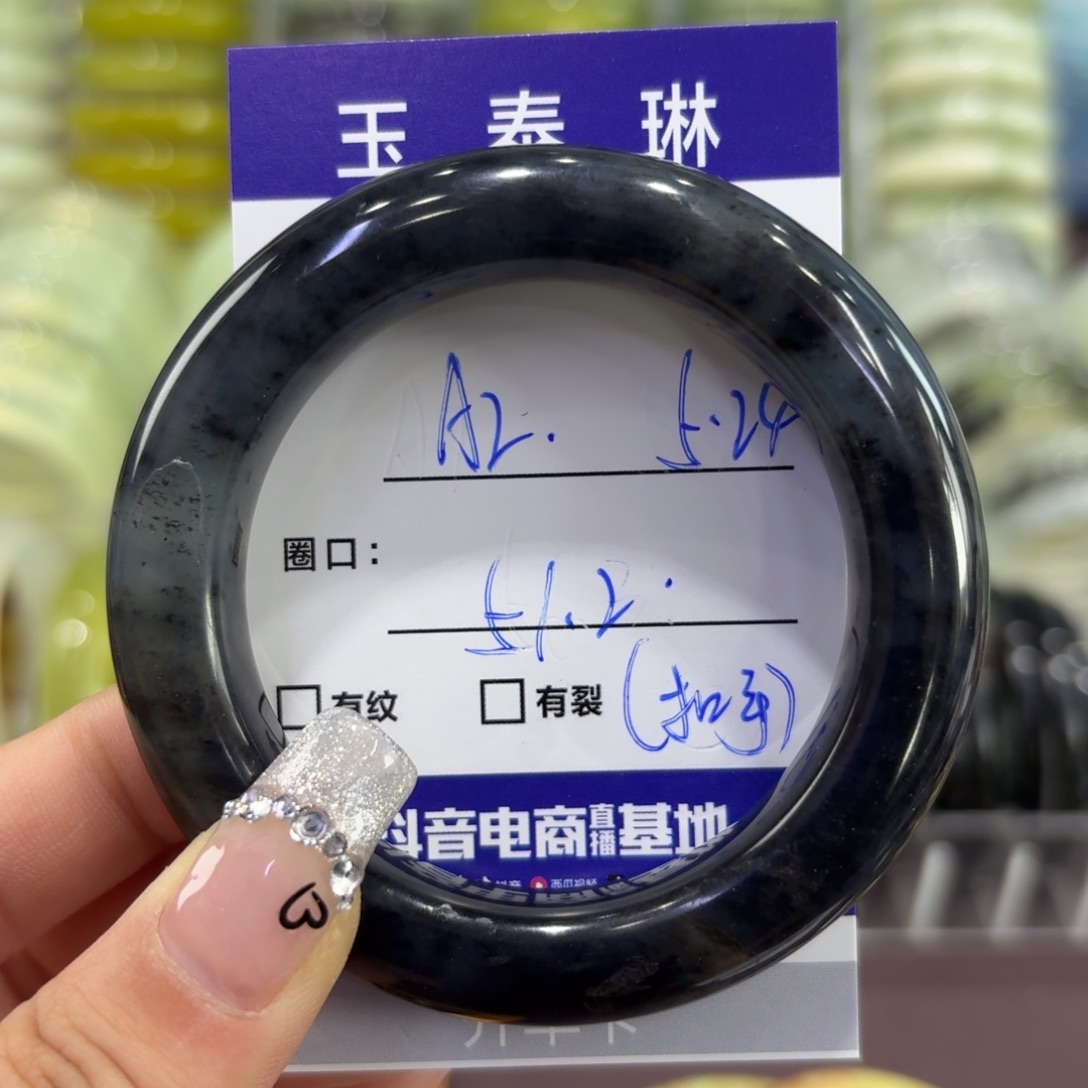 玉泰琳
A2. 5.24
圈口：
51.2.
□有纹 □有裂（扣手）
抖音电商直播基地